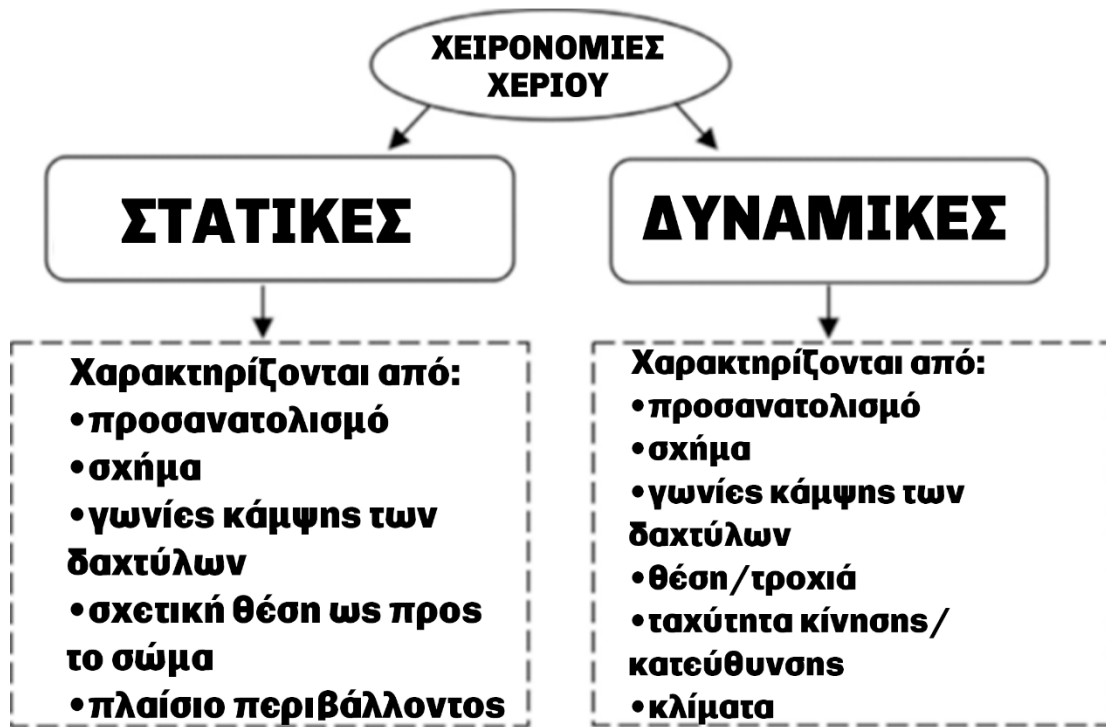 ΧΕΙΡΟΝΟΜΙΕΣ
ΧΕΡΙΟΥ
ΣΤΑΤΙΚΕΣ
ΔΥΝΑΜΙΚΕΣ
Χαρακτηρίζονται από:
•προσανατολισμό
•σχήμα
•γωνίες κάμψης των
δαχτύλων
•σχετική θέση ως προς
το σώμα
•πλαίσιο περιβάλλοντος
Χαρακτηρίζονται από:
•προσανατολισμό
•σχήμα
•γωνίες κάμψης των
δαχτύλων
•θέση/τροχιά
•ταχύτητα κίνησης/
κατεύθυνσης
•κλίματα